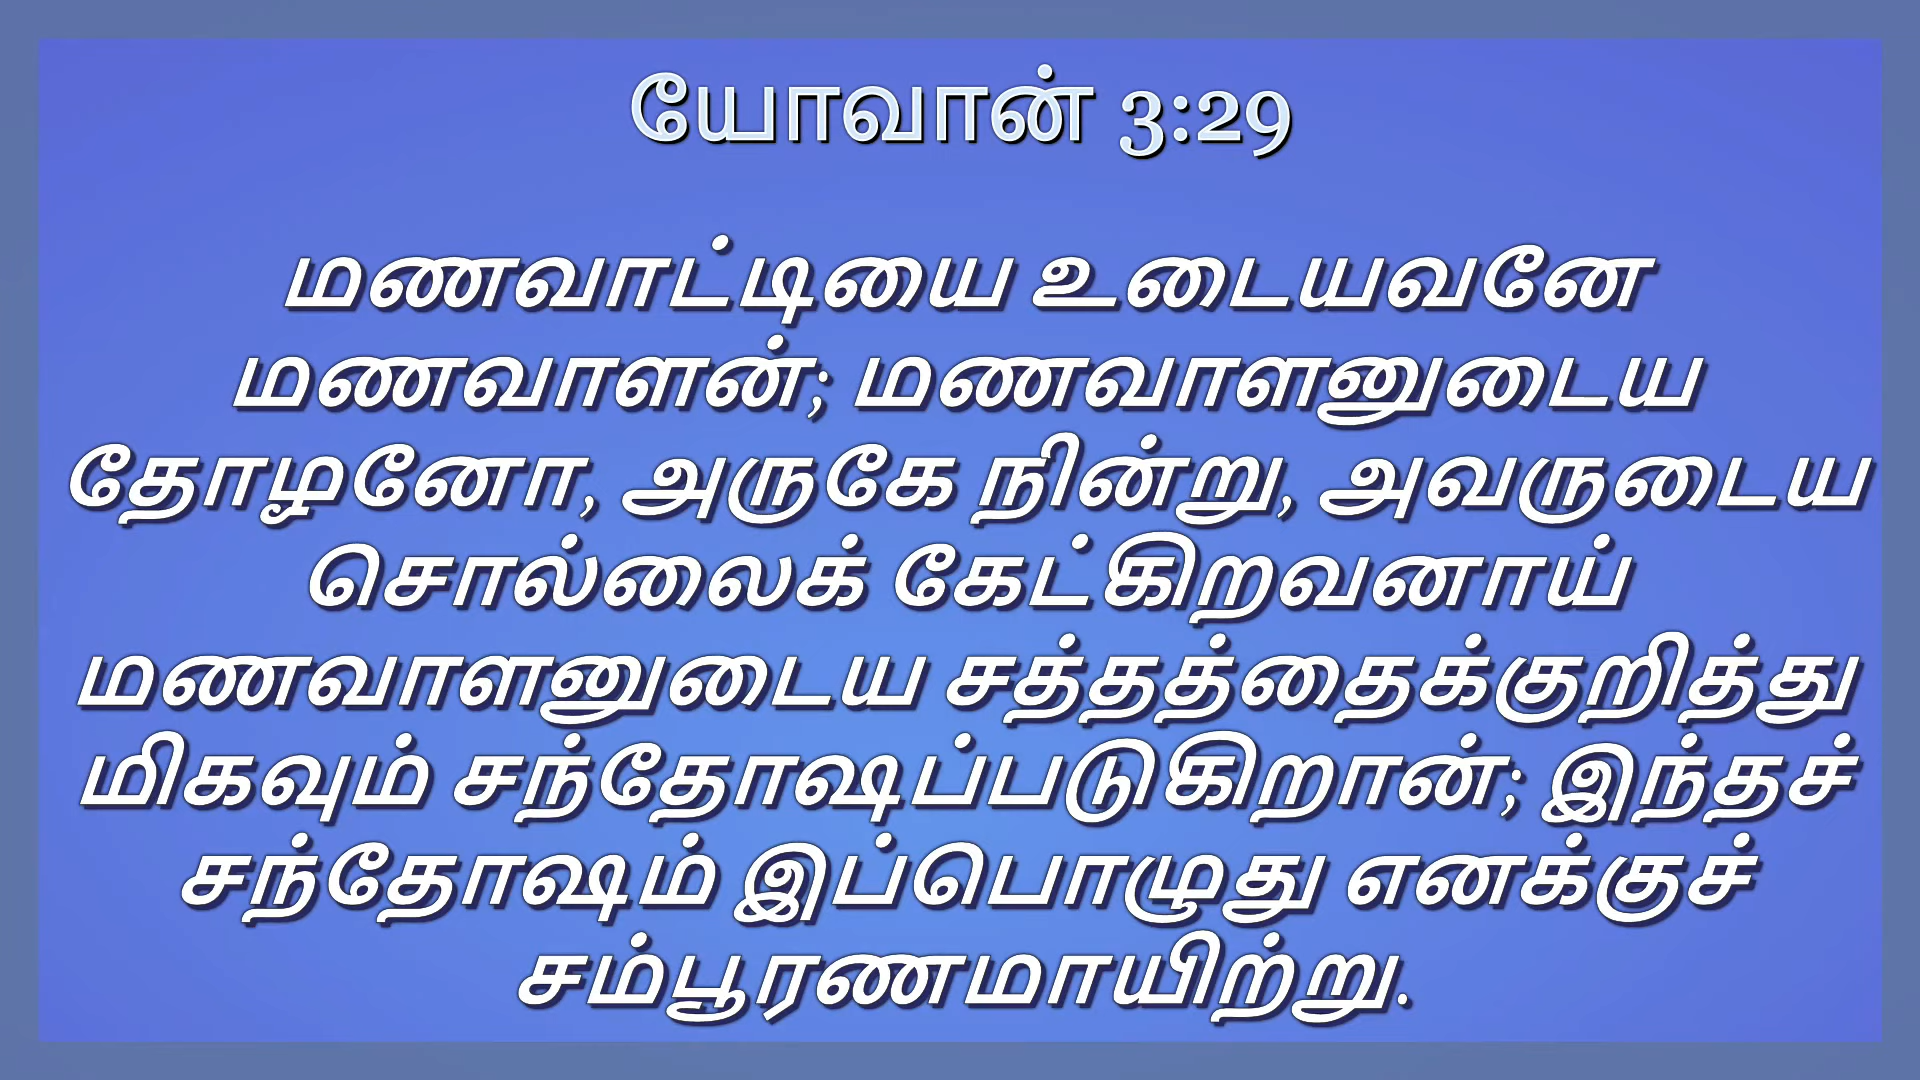 யோவான் 3:29
மணவாட்டியை உடையவனே
மணவாளன்; மணவாளனுடைய
தோழனோ, அருகே நின்று, அவருடைய
சொல்லைக் கேட்கிறவனாய்
மணவாளனுடைய சத்தத்தைக்குறித்து
மிகவும் சந்தோஷப்படுகிறான்; இந்தச்
சந்தோஷம் இப்பொழுது எனக்குச்
சம்பூரணமாயிற்று.